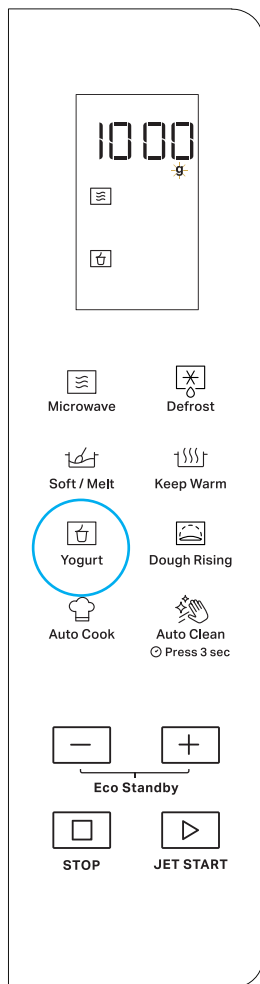 1000
g
Microwave
Defrost
Soft / Melt
Keep Warm
Yogurt
Dough Rising
Auto Cook
Auto Clean
Press 3 sec
Eco Standby
STOP
JET START